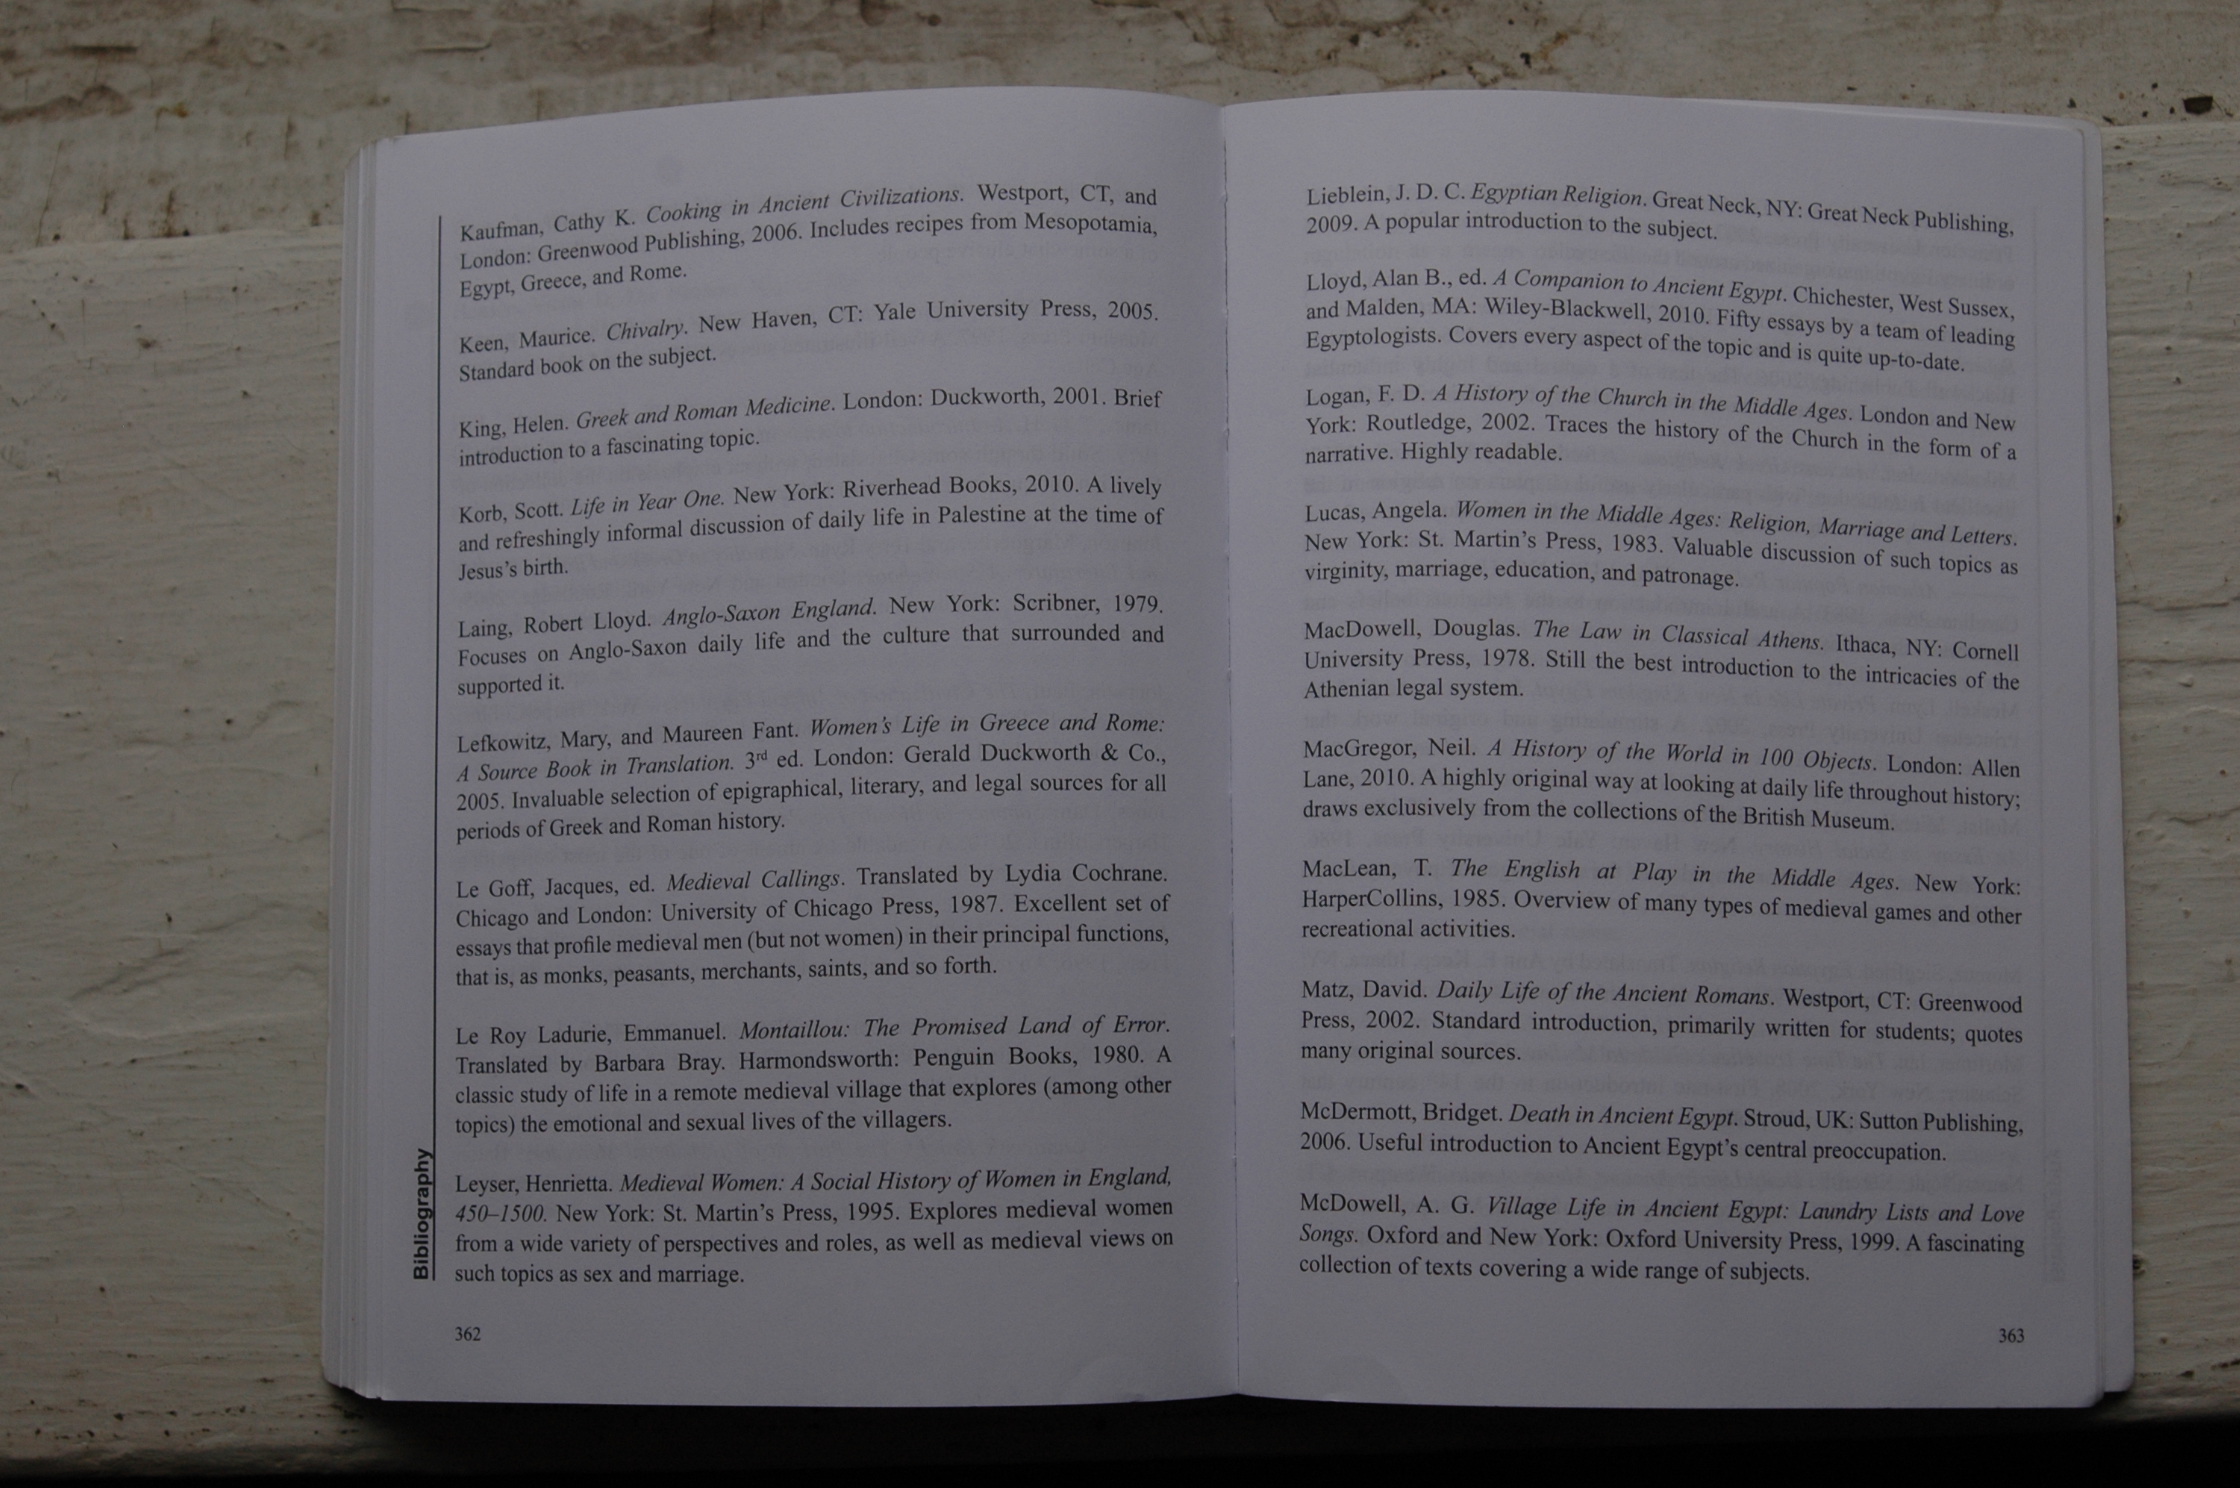 Kaufman, Cathy K. Cooking in Ancient Civilizations. Westport, CT, and
London: Greenwood Publishing, 2006. Includes recipes from Mesopotamia,
Egypt, Greece, and Rome.
Keen, Maurice. Chivalry. New Haven, CT: Yale University Press, 2005.
Standard book on the subject.
King, Helen. Greek and Roman Medicine. London: Duckworth, 2001. Brief
introduction to a fascinating topic.
Korb, Scott. Life in Year One. New York: Riverhead Books, 2010. A lively
and refreshingly informal discussion of daily life in Palestine at the time of
Jesus’s birth.
Laing, Robert Lloyd. Anglo-Saxon England. New York: Scribner, 1979.
Focuses on Anglo-Saxon daily life and the culture that surrounded and
supported it.
Lefkowitz, Mary, and Maureen Fant. Women’s Life in Greece and Rome:
A Source Book in Translation. 3rd ed. London: Gerald Duckworth & Co.,
2005. Invaluable selection of epigraphical, literary, and legal sources for all
periods of Greek and Roman history.
Le Goff, Jacques, ed. Medieval Callings. Translated by Lydia Cochrane.
Chicago and London: University of Chicago Press, 1987. Excellent set of
essays that profile medieval men (but not women) in their principal functions,
that is, as monks, peasants, merchants, saints, and so forth.
Le Roy Ladurie, Emmanuel. Montaillou: The Promised Land of Error.
Translated by Barbara Bray. Harmondsworth: Penguin Books, 1980. A
classic study of life in a remote medieval village that explores (among other
topics) the emotional and sexual lives of the villagers.
Leyser, Henrietta. Medieval Women: A Social History of Women in England,
450–1500. New York: St. Martin’s Press, 1995. Explores medieval women
from a wide variety of perspectives and roles, as well as medieval views on
such topics as sex and marriage.
Bibliography
362
Lieblein, J. D. C. Egyptian Religion. Great Neck, NY: Great Neck Publishing,
2009. A popular introduction to the subject.
Lloyd, Alan B., ed. A Companion to Ancient Egypt. Chichester, West Sussex,
and Malden, MA: Wiley-Blackwell, 2010. Fifty essays by a team of leading
Egyptologists. Covers every aspect of the topic and is quite up-to-date.
Logan, F. D. A History of the Church in the Middle Ages. London and New
York: Routledge, 2002. Traces the history of the Church in the form of a
narrative. Highly readable.
Lucas, Angela. Women in the Middle Ages: Religion, Marriage and Letters.
New York: St. Martin’s Press, 1983. Valuable discussion of such topics as
virginity, marriage, education, and patronage.
MacDowell, Douglas. The Law in Classical Athens. Ithaca, NY: Cornell
University Press, 1978. Still the best introduction to the intricacies of the
Athenian legal system.
MacGregor, Neil. A History of the World in 100 Objects. London: Allen
Lane, 2010. A highly original way at looking at daily life throughout history;
draws exclusively from the collections of the British Museum.
MacLean, T. The English at Play in the Middle Ages. New York:
HarperCollins, 1985. Overview of many types of medieval games and other
recreational activities.
Matz, David. Daily Life of the Ancient Romans. Westport, CT: Greenwood
Press, 2002. Standard introduction, primarily written for students; quotes
many original sources.
McDermott, Bridget. Death in Ancient Egypt. Stroud, UK: Sutton Publishing,
2006. Useful introduction to Ancient Egypt’s central preoccupation.
McDowell, A. G. Village Life in Ancient Egypt: Laundry Lists and Love
Songs. Oxford and New York: Oxford University Press, 1999. A fascinating
collection of texts covering a wide range of subjects.
363